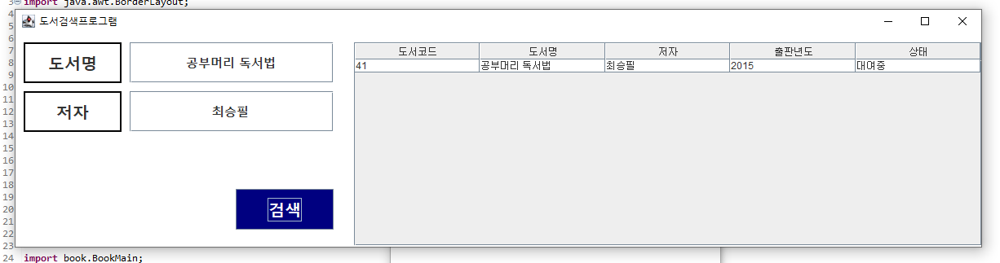 3 import java.awt.BorderLayout;
4
5
6
7
8
9
10
11
12
13
14
15
16
17
18
19
20
21
22
23
24 import book.BookMain;
도서검색프로그램
도서명 공부머리 독서법
저자 최승필
검색
도서코드 도서명 저자 출판년도 상태
41 공부머리 독서법 최승필 2015 대여중